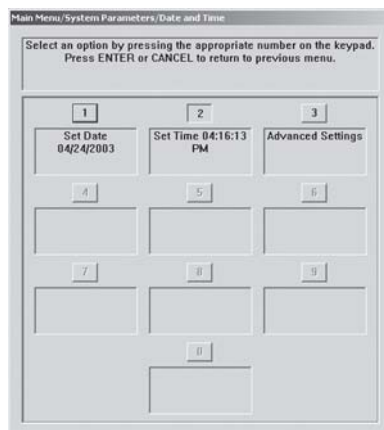 Main Menu/System Parameters/Date and Time
Select an option by pressing the appropriate number on the keypad.
Press ENTER or CANCEL to return to previous menu.
1 2 3
Set Date Set Time 04:16:13 Advanced Settings
04/24/2003 PM
4 5 6
7 8 9
0